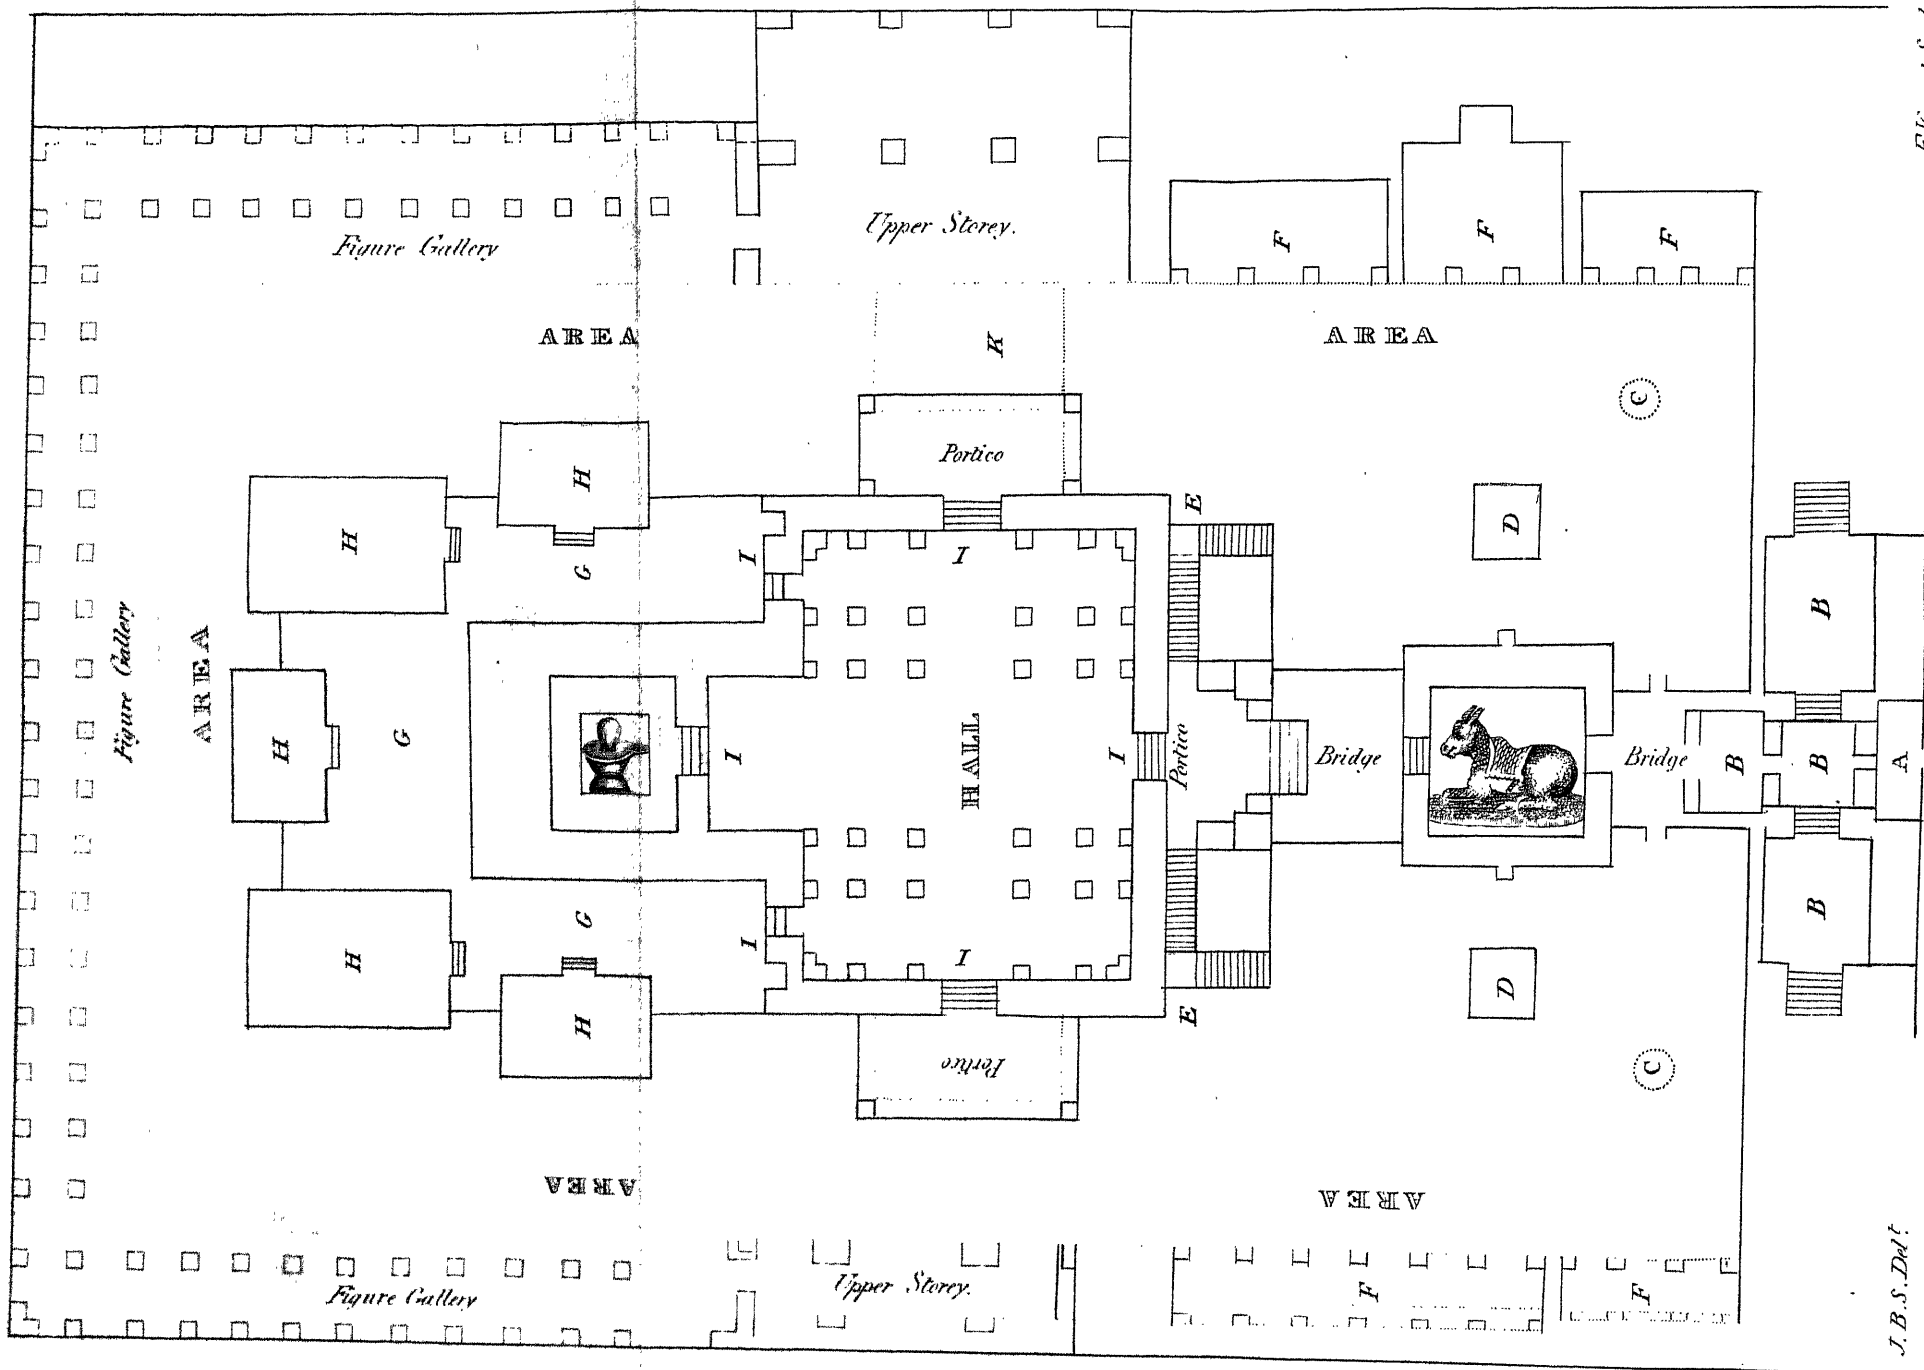 Figure Gallery
Upper Storey.
F
F
F
AREA
AREA
K
C
Portico
H
H
E
D
I
I
G
B
Figure Gallery
AREA
H
G
I
HALL
I
Portico
Bridge
Bridge
B
B
A
H
G
I
I
B
H
E
D
Portico
C
AREA
AREA
Figure Gallery
Upper Storey.
F
F
J.B.S. Delt.